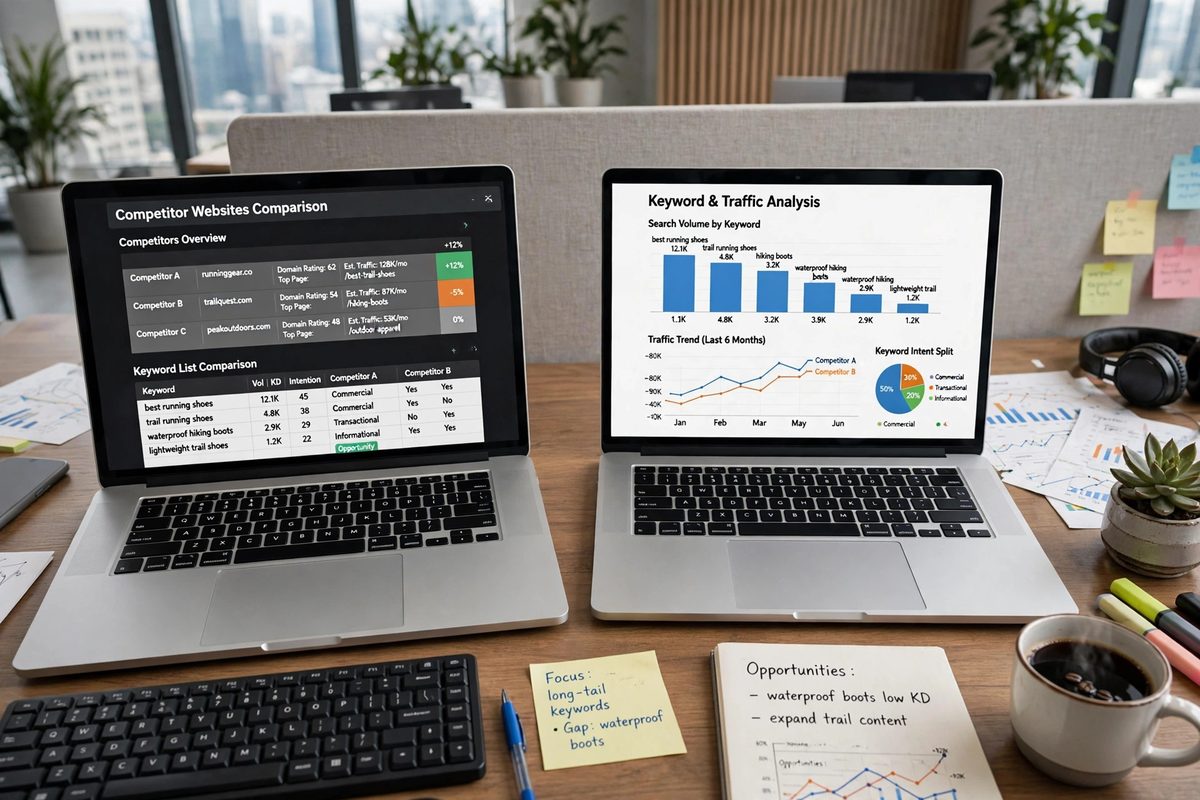 Competitor Websites Comparison
Competitors Overview
+12%
Competitor A runninggear.co Domain Rating: 62 Est. Traffic: 128K/mo +12%
Top Page: /best-trail-shoes
Competitor B trailquest.com Domain Rating: 54 Est. Traffic: 87K/mo -5%
Top Page: /hiking-boots
Competitor C peakoutdoors.com Domain Rating: 48 Est. Traffic: 53K/mo 0%
Top Page: /outdoor apparel
Keyword List Comparison
Keyword Vol | KD Intention Competitor A Competitor B
best running shoes 12.1K 45 Commercial Yes Yes
trail running shoes 4.8K 38 Commercial Yes No
waterproof hiking boots 2.9K 29 Transactional No Yes
lightweight trail shoes 1.2K 22 Informational Yes Yes
Opportunity
Keyword & Traffic Analysis
Search Volume by Keyword
best running shoes
12.1K
trail running shoes
4.8K
hiking boots
3.2K
waterproof hiking
boots
waterproof hiking
2.9K
lightweight trail
1.2K
1.1K 4.8K 3.2K 3.9K 2.9K 1.2K
Traffic Trend (Last 6 Months)
-80K
-80K
-90K
-40K
-10K
Competitor A
Competitor B
Jan Feb Mar May Jun
Keyword Intent Split
50% 30% 20%
Commercial
Transactional
Informational
Commercial
Focus:
long-tail
keywords
• Gap: waterproof
boots
Opportunities:
– waterproof boots low KD
– expand trail content
Opportunities: